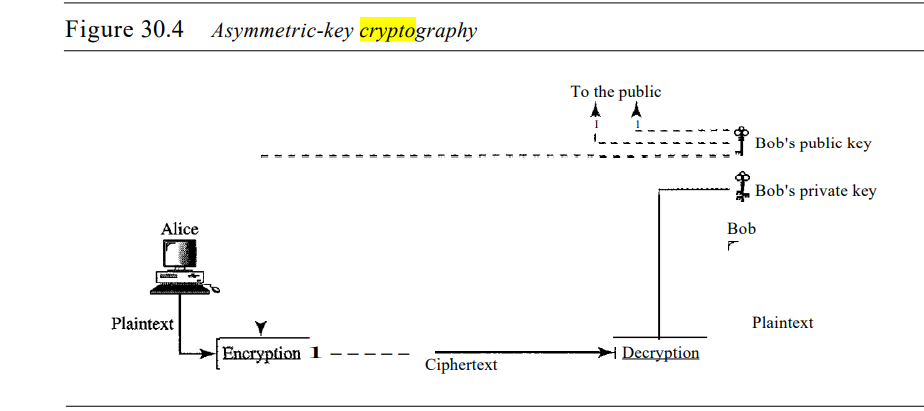 Figure 30.4 Asymmetric-key cryptography
To the public
Bob's public key
Bob's private key
Alice
Bob
Plaintext
Plaintext
Encryption 1
Ciphertext
Decryption